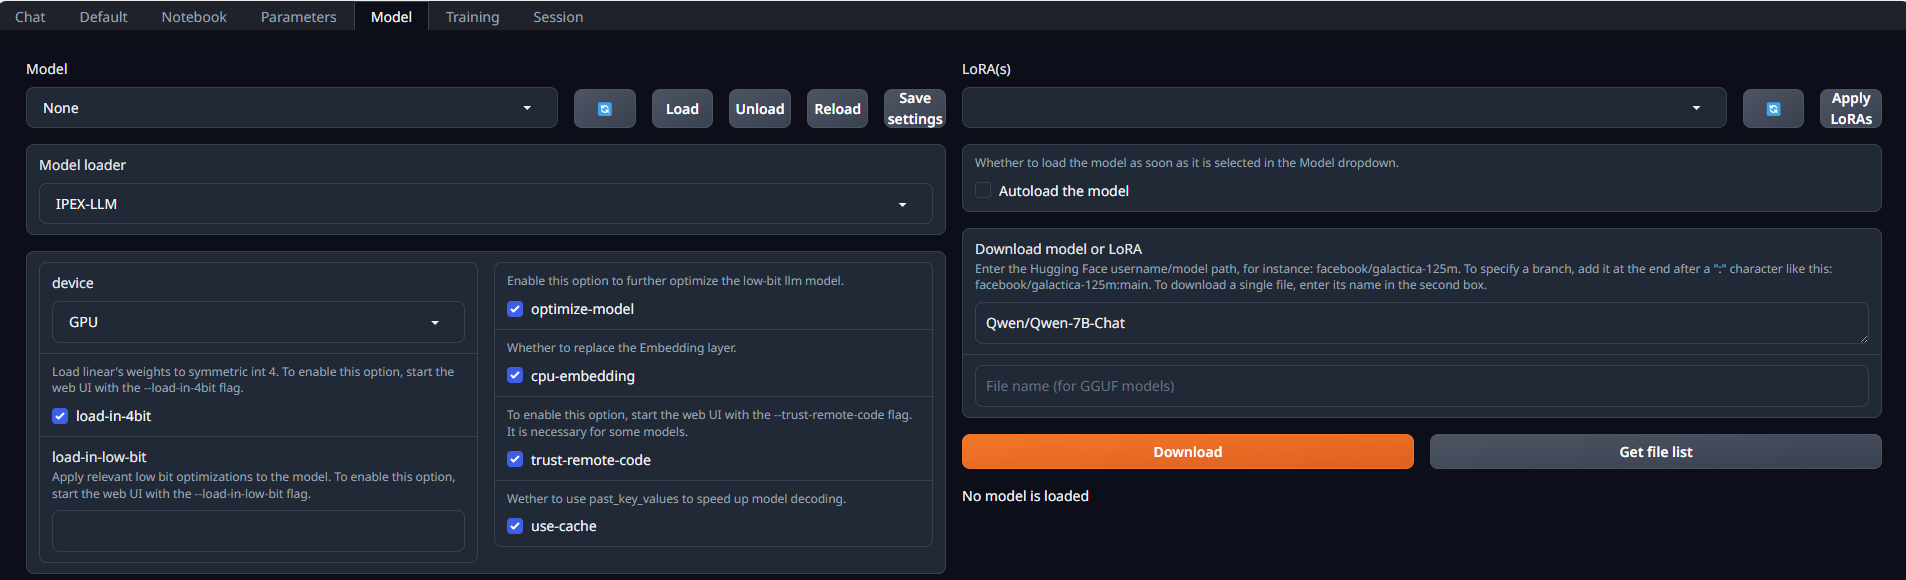 Chat Default Notebook Parameters Model Training Session
Model
None
Load
Unload
Reload
Save
settings
Model loader
IPEX-LLM
device
GPU
Load linear's weights to symmetric int 4. To enable this option, start the
web UI with the --load-in-4bit flag.
load-in-4bit
load-in-low-bit
Apply relevant low bit optimizations to the model. To enable this option,
start the web UI with the --load-in-low-bit flag.
Enable this option to further optimize the low-bit llm model.
optimize-model
Whether to replace the Embedding layer.
cpu-embedding
To enable this option, start the web UI with the --trust-remote-code flag.
It is necessary for some models.
trust-remote-code
Wether to use past_key_values to speed up model decoding.
use-cache
LoRA(s)
Apply
LoRAs
Whether to load the model as soon as it is selected in the Model dropdown.
Autoload the model
Download model or LoRA
Enter the Hugging Face username/model path, for instance: facebook/galactica-125m. To specify a branch, add it at the end after a ":" character like this:
facebook/galactica-125m:main. To download a single file, enter its name in the second box.
Qwen/Qwen-7B-Chat
File name (for GGUF models)
Download
Get file list
No model is loaded